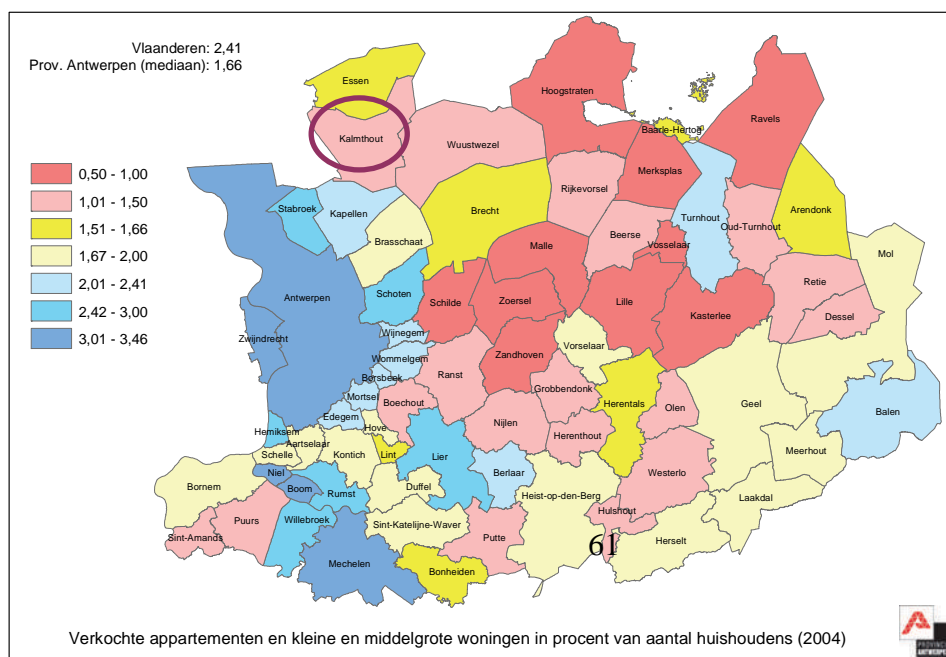 Vlaanderen: 2,41
Prov. Antwerpen (mediaan): 1,66
0,50 - 1,00
1,01 - 1,50
1,51 - 1,66
1,67 - 2,00
2,01 - 2,41
2,42 - 3,00
3,01 - 3,46
Essen
Kalmthout
Hoogstraten
Ravels
Baarle-Hertog
Wuustwezel
Merksplas
Rijkevorsel
Stabroek
Kapellen
Brecht
Arendonk
Turnhout
Oud-Turnhout
Brasschaat
Beerse
Vosselaar
Malle
Mol
Antwerpen
Schoten
Schilde
Zoersel
Lille
Kasterlee
Retie
Dessel
Zwijndrecht
Wijnegem
Wommelgem
Vorselaar
Zandhoven
Borsbeek
Ranst
Mortsel
Grobbendonk
Boechout
Herentals
Olen
Geel
Balen
Edegem
Hove
Nijlen
Herenthout
Hemiksem
Aartselaar
Schelle
Kontich
Lint
Lier
Meerhout
Niel
Berlaar
Westerlo
Bornem
Boom
Rumst
Duffel
Heist-op-den-Berg
Laakdal
Puurs
Willebroek
Sint-Katelijne-Waver
Hulshout
Sint-Amands
Putte
Herselt
61
Mechelen
Bonheiden
Verkochte appartementen en kleine en middelgrote woningen in procent van aantal huishoudens (2004)
A
PROVINCIE
ANTWERPEN